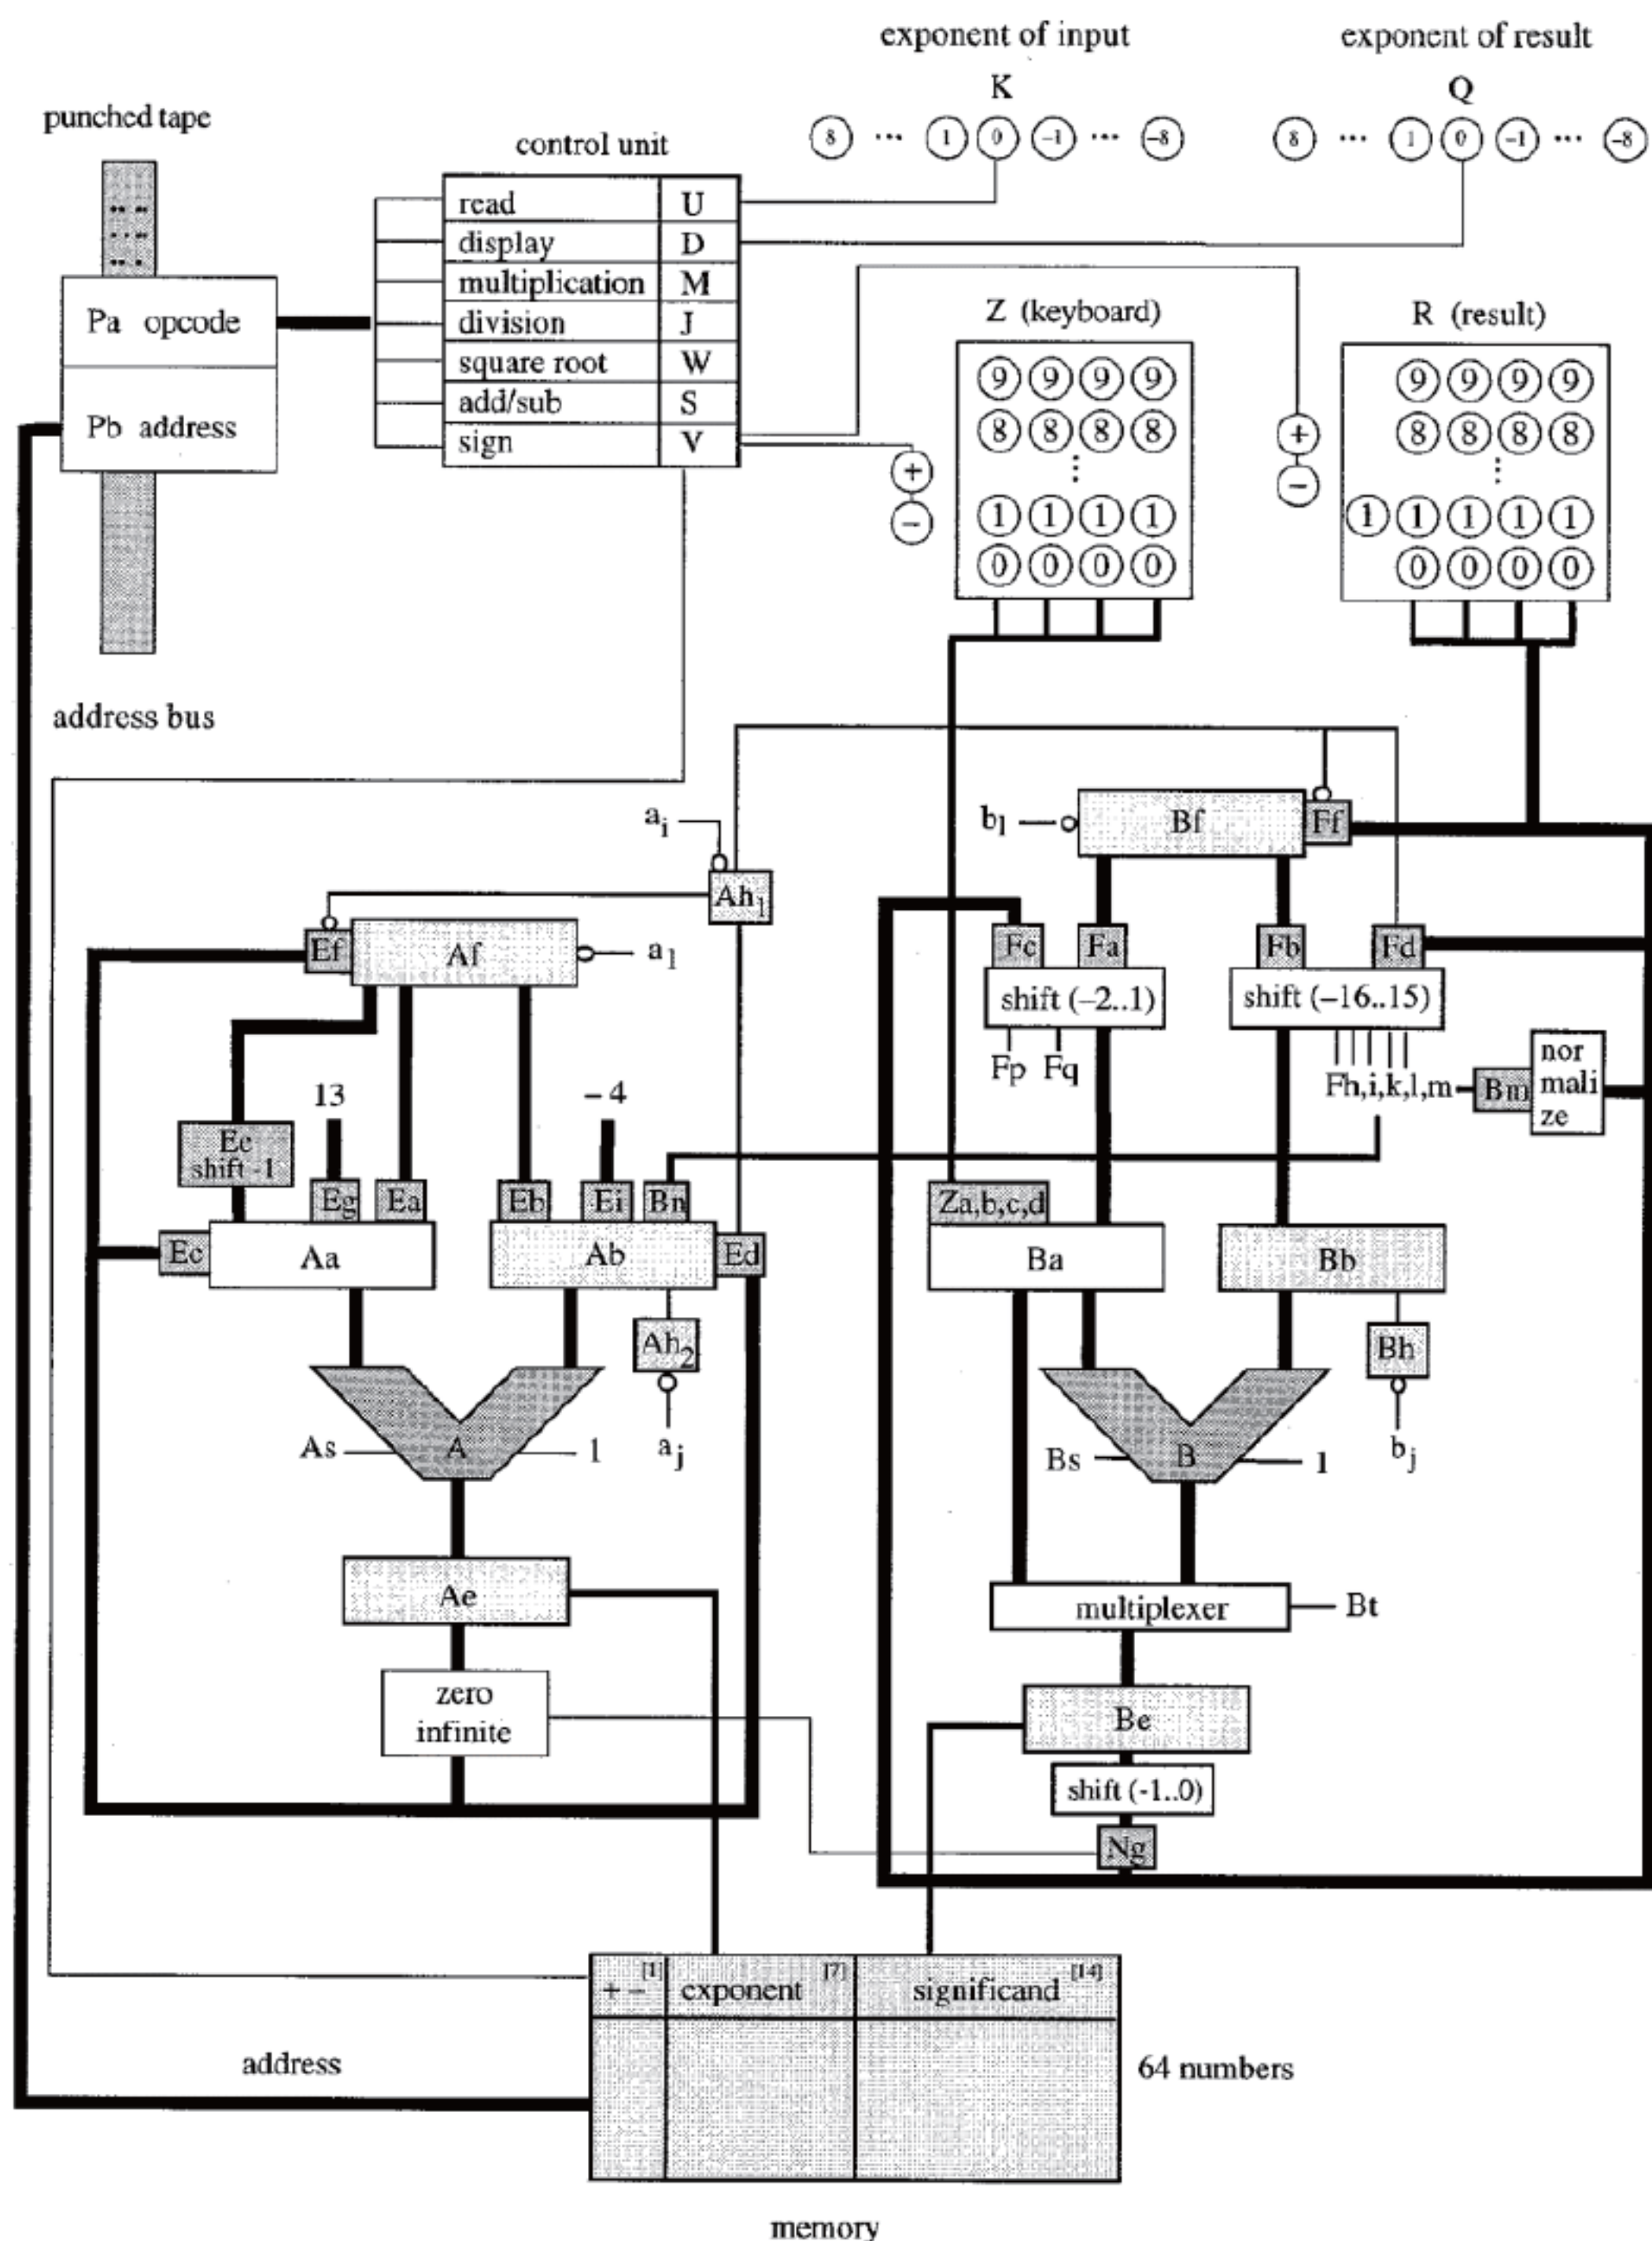 exponent of input
exponent of result
K
Q
8 ... 1 0 -1 ... -8
8 ... 1 0 -1 ... -8
punched tape
control unit
read U
display D
multiplication M
division J
square root W
add/sub S
sign V
Pa opcode
Pb address
Z (keyboard)
R (result)
9 9 9 9
8 8 8 8
1 1 1 1
0 0 0 0
+
−
9 9 9 9
8 8 8 8
1 1 1 1 1
0 0 0 0
+
−
address bus
ai
Ah1
Ef
Af
a1
b1
Bf
Ff
Fc
Fa
Fb
Fd
shift (−2..1)
shift (−16..15)
Fp Fq
Fh,i,k,l,m
Bm
nor
mali
ze
13
− 4
Ec
shift -1
Eg
Ea
Eb
Ei
Bn
Za,b,c,d
Ec
Aa
Ab
Ed
Ba
Bb
Ah2
Bh
As
A
1
aj
Bs
B
1
bj
Ae
multiplexer
Bt
zero
infinite
Be
shift (-1..0)
Ng
+ − [1]
exponent [7]
significand [14]
address
64 numbers
memory